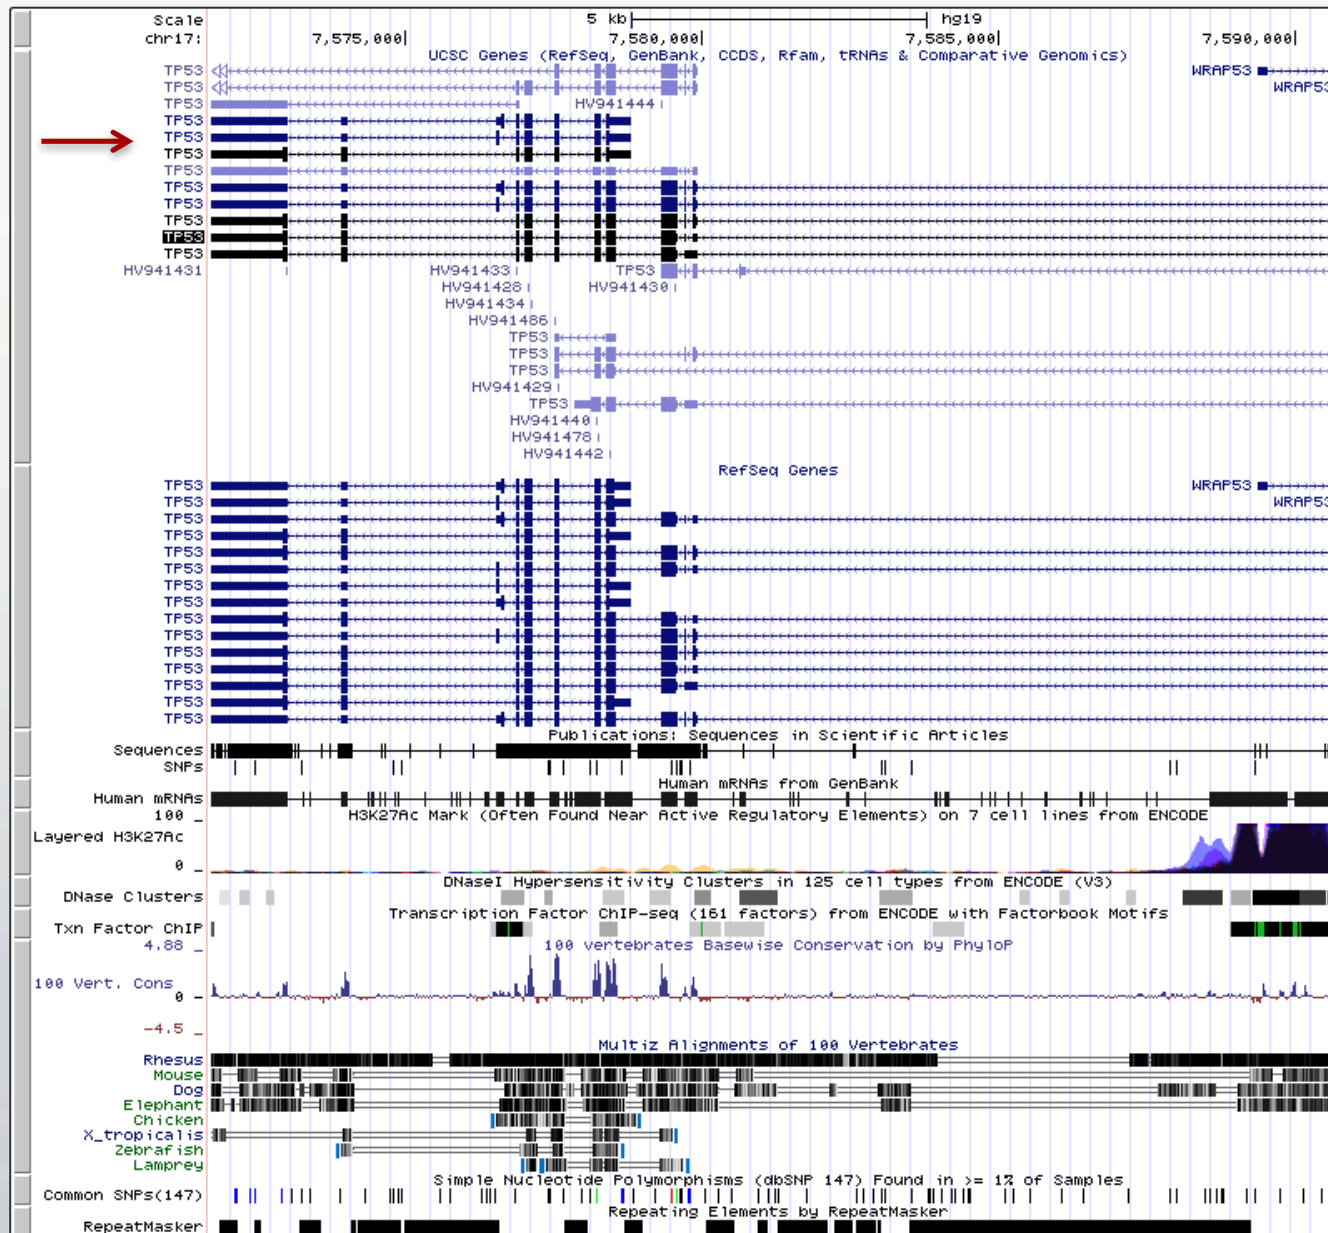 Scale 5 kb hg19
chr17: 7,575,000 7,580,000 7,585,000 7,590,000
UCSC Genes (RefSeq, GenBank, CCDS, Rfam, tRNAs & Comparative Genomics)
TP53 WRAP53
TP53 WRAP53
TP53 HV941444
TP53
TP53
TP53
TP53
TP53
TP53
TP53
TP53
TP53
HV941431 HV941433 TP53
HV941428 HV941430
HV941434
HV941486
TP53
TP53
TP53
HV941429
TP53
HV941440
HV941478
HV941442
RefSeq Genes
TP53 WRAP53
TP53 WRAP53
TP53
TP53
TP53
TP53
TP53
TP53
TP53
TP53
TP53
TP53
TP53
TP53
TP53
Publications: Sequences in Scientific Articles
Sequences
SNPs
Human mRNAs from GenBank
Human mRNAs
H3K27Ac Mark (Often Found Near Active Regulatory Elements) on 7 cell lines from ENCODE
100 _
Layered H3K27Ac
0 _
DNaseI Hypersensitivity Clusters in 125 cell types from ENCODE (V3)
DNase Clusters
Transcription Factor ChIP-seq (161 factors) from ENCODE with Factorbook Motifs
Txn Factor ChIP
100 vertebrates Basewise Conservation by PhyloP
4.88 _
100 Vert. Cons
0 -
-4.5 _
Multiz Alignments of 100 Vertebrates
Rhesus
Mouse
Dog
Elephant
Chicken
X_tropicalis
Zebrafish
Lamprey
Simple Nucleotide Polymorphisms (dbSNP 147) Found in >= 1% of Samples
Common SNPs(147)
Repeating Elements by RepeatMasker
RepeatMasker